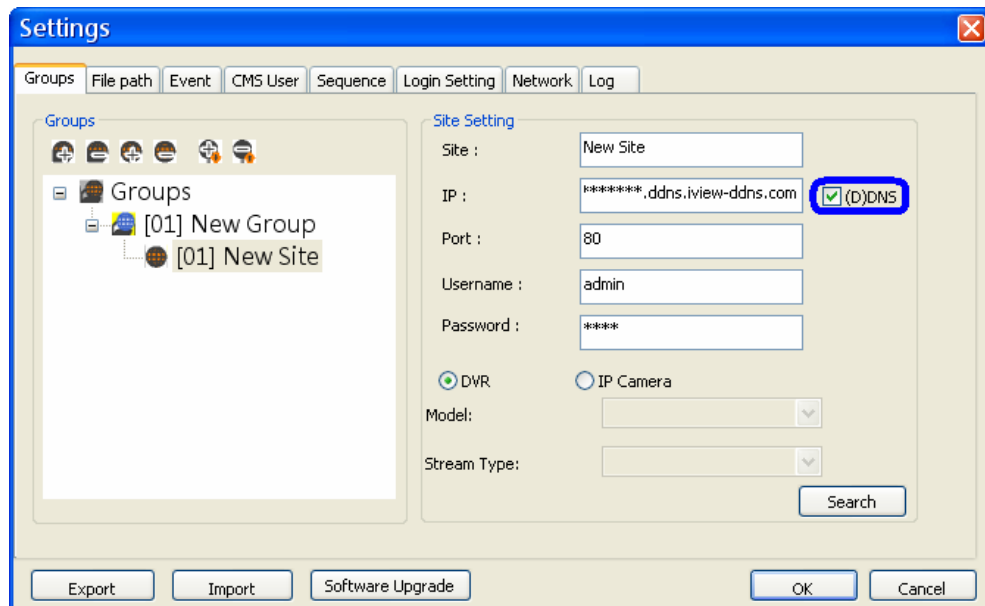 Settings
Groups File path Event CMS User Sequence Login Setting Network Log
Groups
Groups
[01] New Group
[01] New Site
Site Setting
Site : New Site
IP : *******.ddns.iview-ddns.com (D)DNS
Port : 80
Username : admin
Password : ****
DVR IP Camera
Model:
Stream Type:
Search
Export Import Software Upgrade OK Cancel